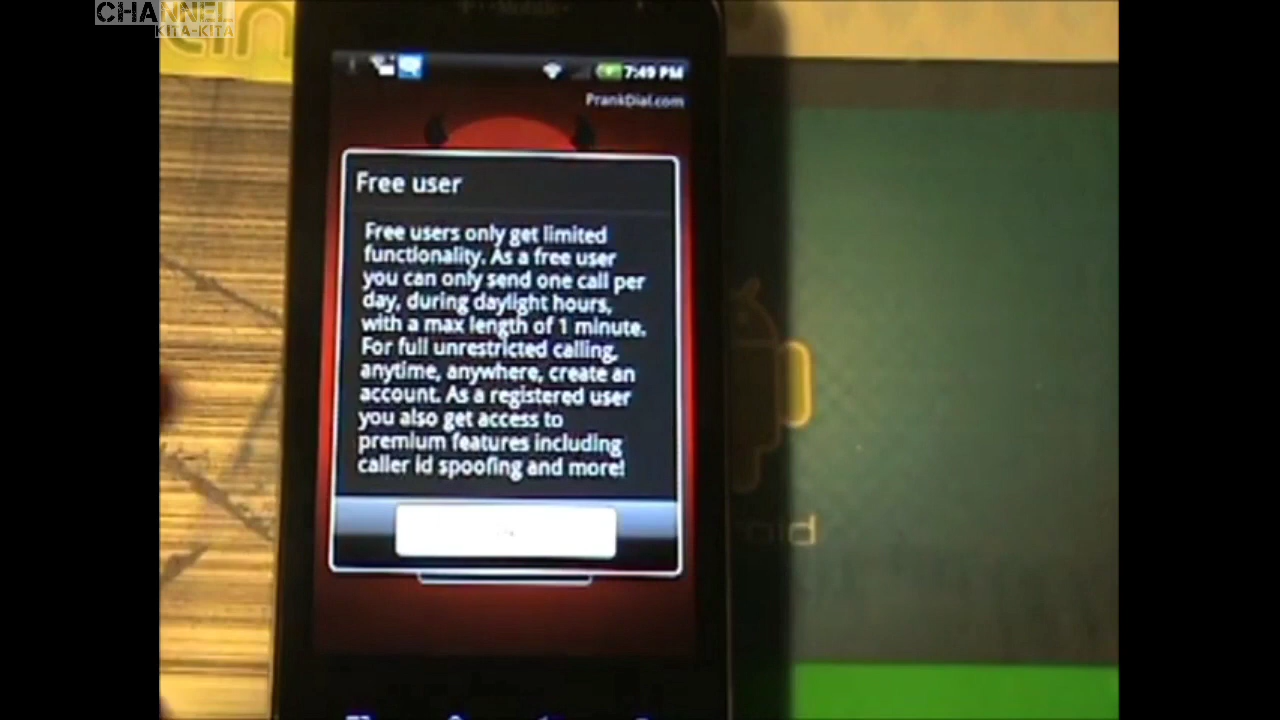 CHANNEL
KITA-KITA
7:49 PM
PrankDial.com
Free user
Free users only get limited
functionality. As a free user
you can only send one call per
day, during daylight hours,
with a max length of 1 minute.
For full unrestricted calling,
anytime, anywhere, create an
account. As a registered user
you also get access to
premium features including
caller id spoofing and more!